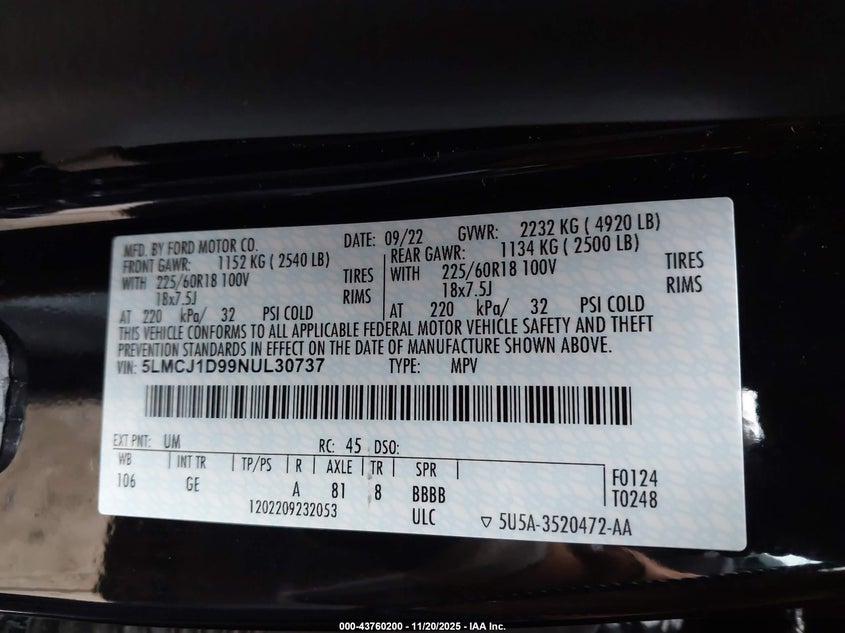 MFD. BY FORD MOTOR CO. DATE: 09/22 GVWR: 2232 KG ( 4920 LB)
FRONT GAWR: 1152 KG ( 2540 LB) REAR GAWR: 1134 KG ( 2500 LB)
WITH 225/60R18 100V TIRES WITH 225/60R18 100V TIRES
18x7.5J RIMS 18x7.5J RIMS
AT 220 kPa/ 32 PSI COLD AT 220 kPa/ 32 PSI COLD
THIS VEHICLE CONFORMS TO ALL APPLICABLE FEDERAL MOTOR VEHICLE SAFETY AND THEFT
PREVENTION STANDARDS IN EFFECT ON THE DATE OF MANUFACTURE SHOWN ABOVE.
VIN: 5LMCJ1D99NUL30737 TYPE: MPV
EXT PNT: UM RC: 45 DSO:
WB INT TR TP/PS R AXLE TR SPR F0124
106 GE A 81 8 BBBB T0248
1202209232053 ULC ▽ 5U5A-3520472-AA
000-43760200 - 11/20/2025 - IAA Inc.